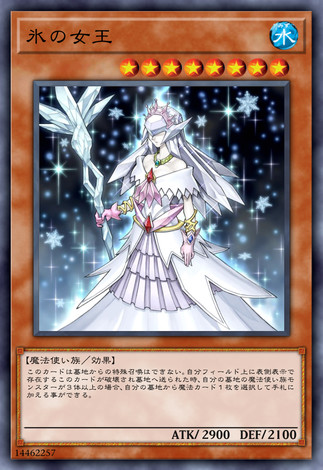 氷の女王
水
【魔法使い族／効果】
このカードは墓地からの特殊召喚はできない。自分フィールド上に表側表示で
存在するこのカードが破壊され墓地へ送られた時、自分の墓地の魔法使い族モ
ンスターが３体以上の場合、自分の墓地から魔法カード１枚を選択して手札に
加える事ができる。
ATK/ 2900 DEF/ 2100
14462257